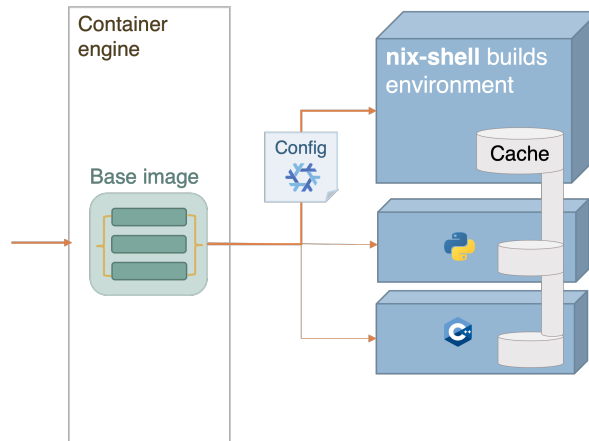 Container
engine
nix-shell builds
environment
Config
Cache
Base image
C++